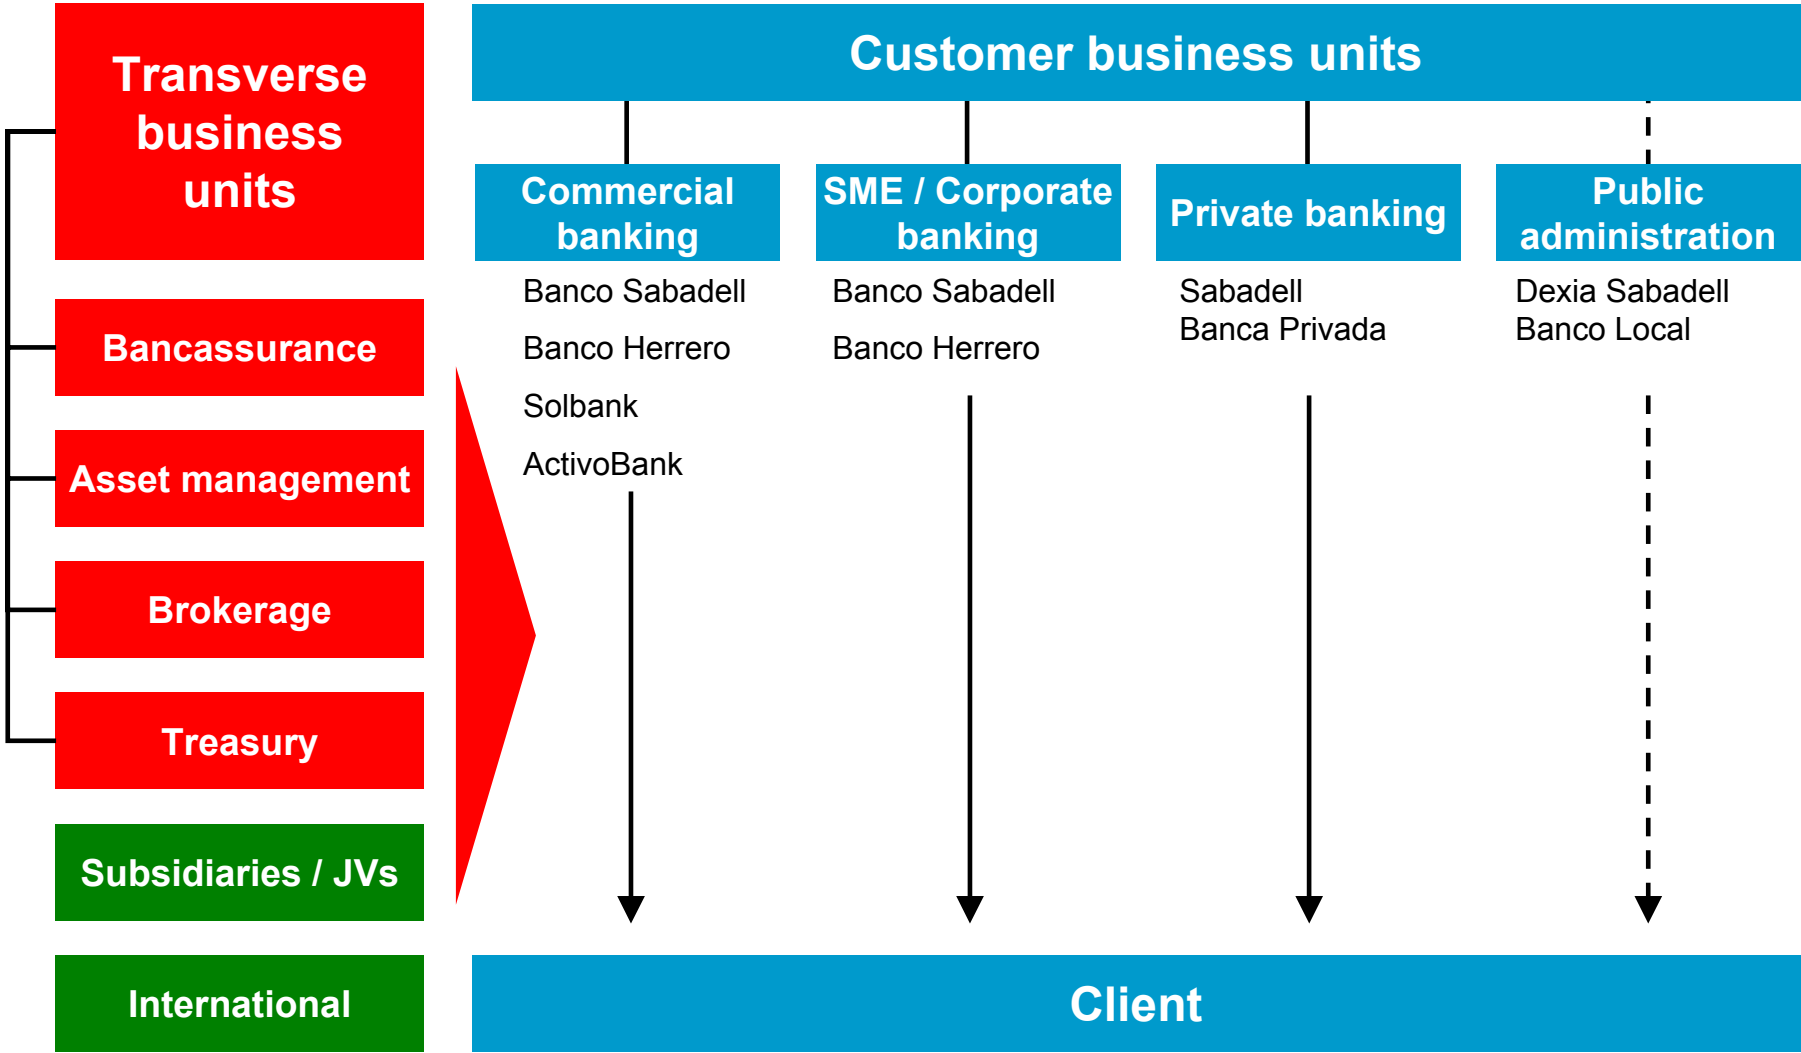 Transverse
business
units
Bancassurance
Asset management
Brokerage
Treasury
Subsidiaries / JVs
International
Customer business units
Commercial
banking
Banco Sabadell
Banco Herrero
Solbank
ActivoBank
SME / Corporate
banking
Banco Sabadell
Banco Herrero
Private banking
Sabadell
Banca Privada
Public
administration
Dexia Sabadell
Banco Local
Client